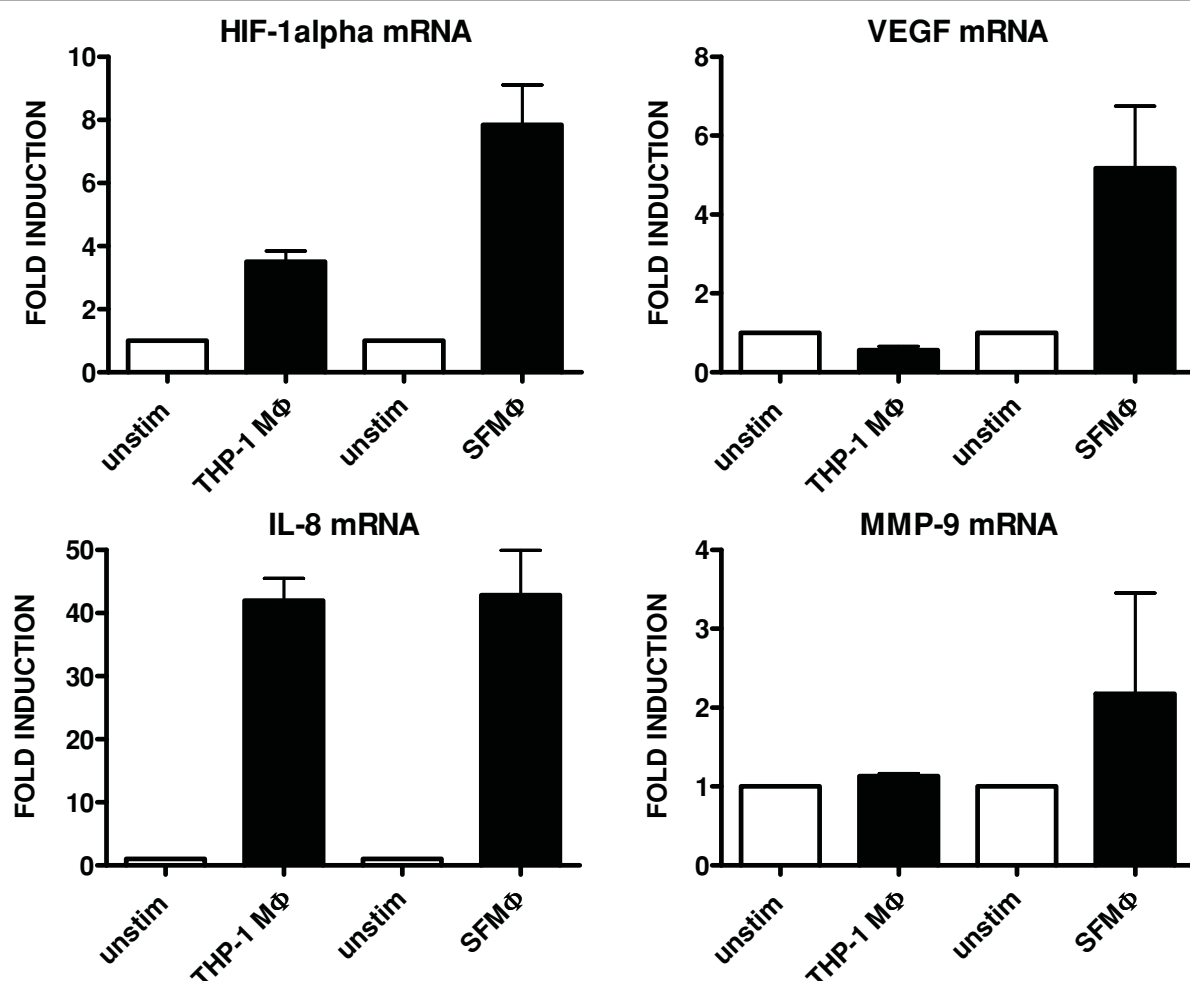 HIF-1alpha mRNA
FOLD INDUCTION
10
8
6
4
2
0
unstim
THP-1 MΦ
unstim
SFMΦ
VEGF mRNA
FOLD INDUCTION
8
6
4
2
0
unstim
THP-1 MΦ
unstim
SFMΦ
IL-8 mRNA
FOLD INDUCTION
50
40
30
20
10
0
unstim
THP-1 MΦ
unstim
SFMΦ
MMP-9 mRNA
FOLD INDUCTION
4
3
2
1
0
unstim
THP-1 MΦ
unstim
SFMΦ